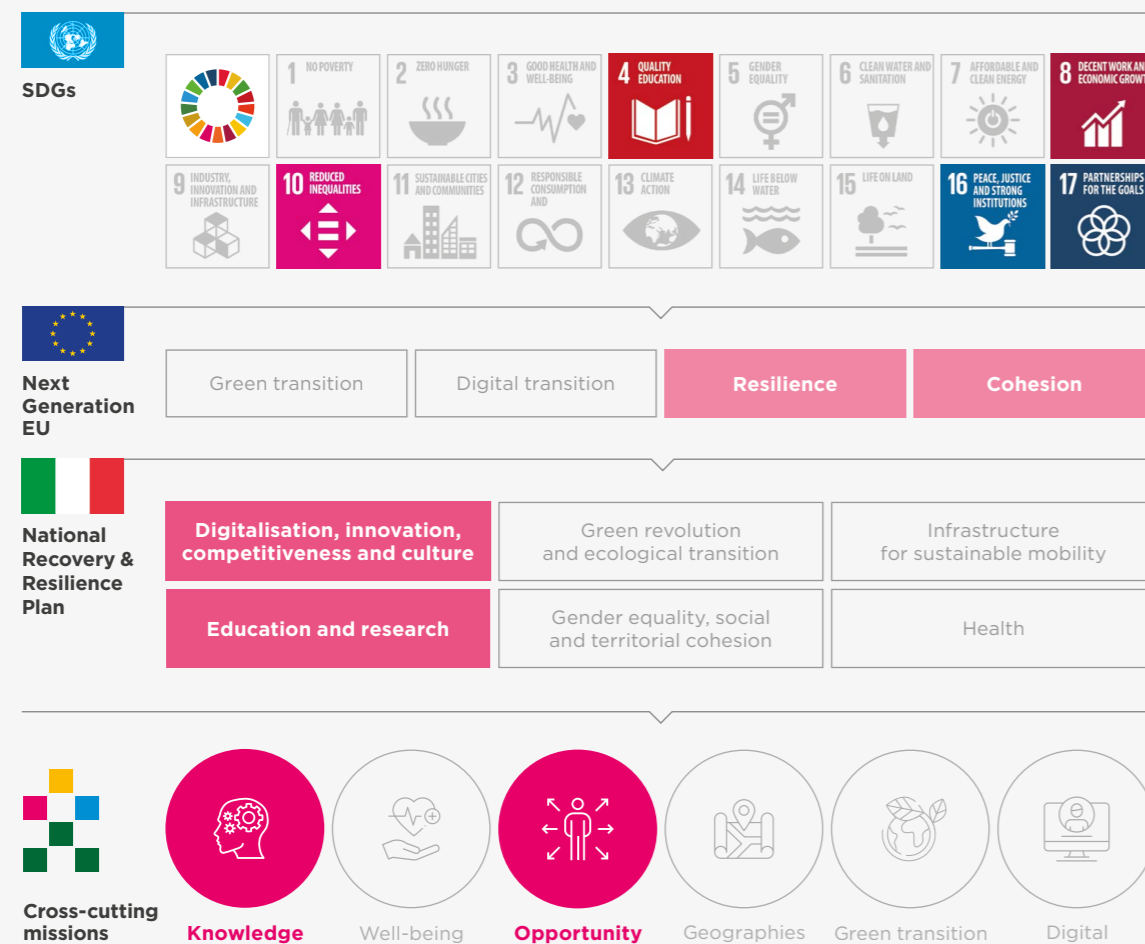 SDGs
1 NO POVERTY
2 ZERO HUNGER
3 GOOD HEALTH AND
WELL-BEING
4 QUALITY
EDUCATION
5 GENDER
EQUALITY
6 CLEAN WATER AND
SANITATION
7 AFFORDABLE AND
CLEAN ENERGY
8 DECENT WORK AN
ECONOMIC GROWT
9 INDUSTRY,
INNOVATION AND
INFRASTRUCTURE
10 REDUCED
INEQUALITIES
11 SUSTAINABLE CITIES
AND COMMUNITIES
12 RESPONSIBLE
CONSUMPTION
AND
13 CLIMATE
ACTION
14 LIFE BELOW
WATER
15 LIFE ON LAND
16 PEACE, JUSTICE
AND STRONG
INSTITUTIONS
17 PARTNERSHIPS
FOR THE GOALS
Next
Generation
EU
Green transition
Digital transition
Resilience
Cohesion
National
Recovery &
Resilience
Plan
Digitalisation, innovation,
competitiveness and culture
Green revolution
and ecological transition
Infrastructure
for sustainable mobility
Education and research
Gender equality, social
and territorial cohesion
Health
Cross-cutting
missions
Knowledge
Well-being
Opportunity
Geographies
Green transition
Digital